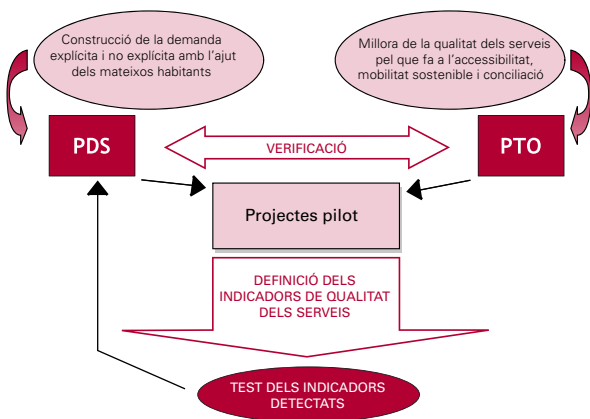 Construcció de la demanda
explícita i no explícita amb l'ajut
dels mateixos habitants
Millora de la qualitat dels serveis
pel que fa a l'accessibilitat,
mobilitat sostenible i conciliació
PDS
VERIFICACIÓ
PTO
Projectes pilot
DEFINICIÓ DELS
INDICADORS DE QUALITAT
DELS SERVEIS
TEST DELS INDICADORS
DETECTATS